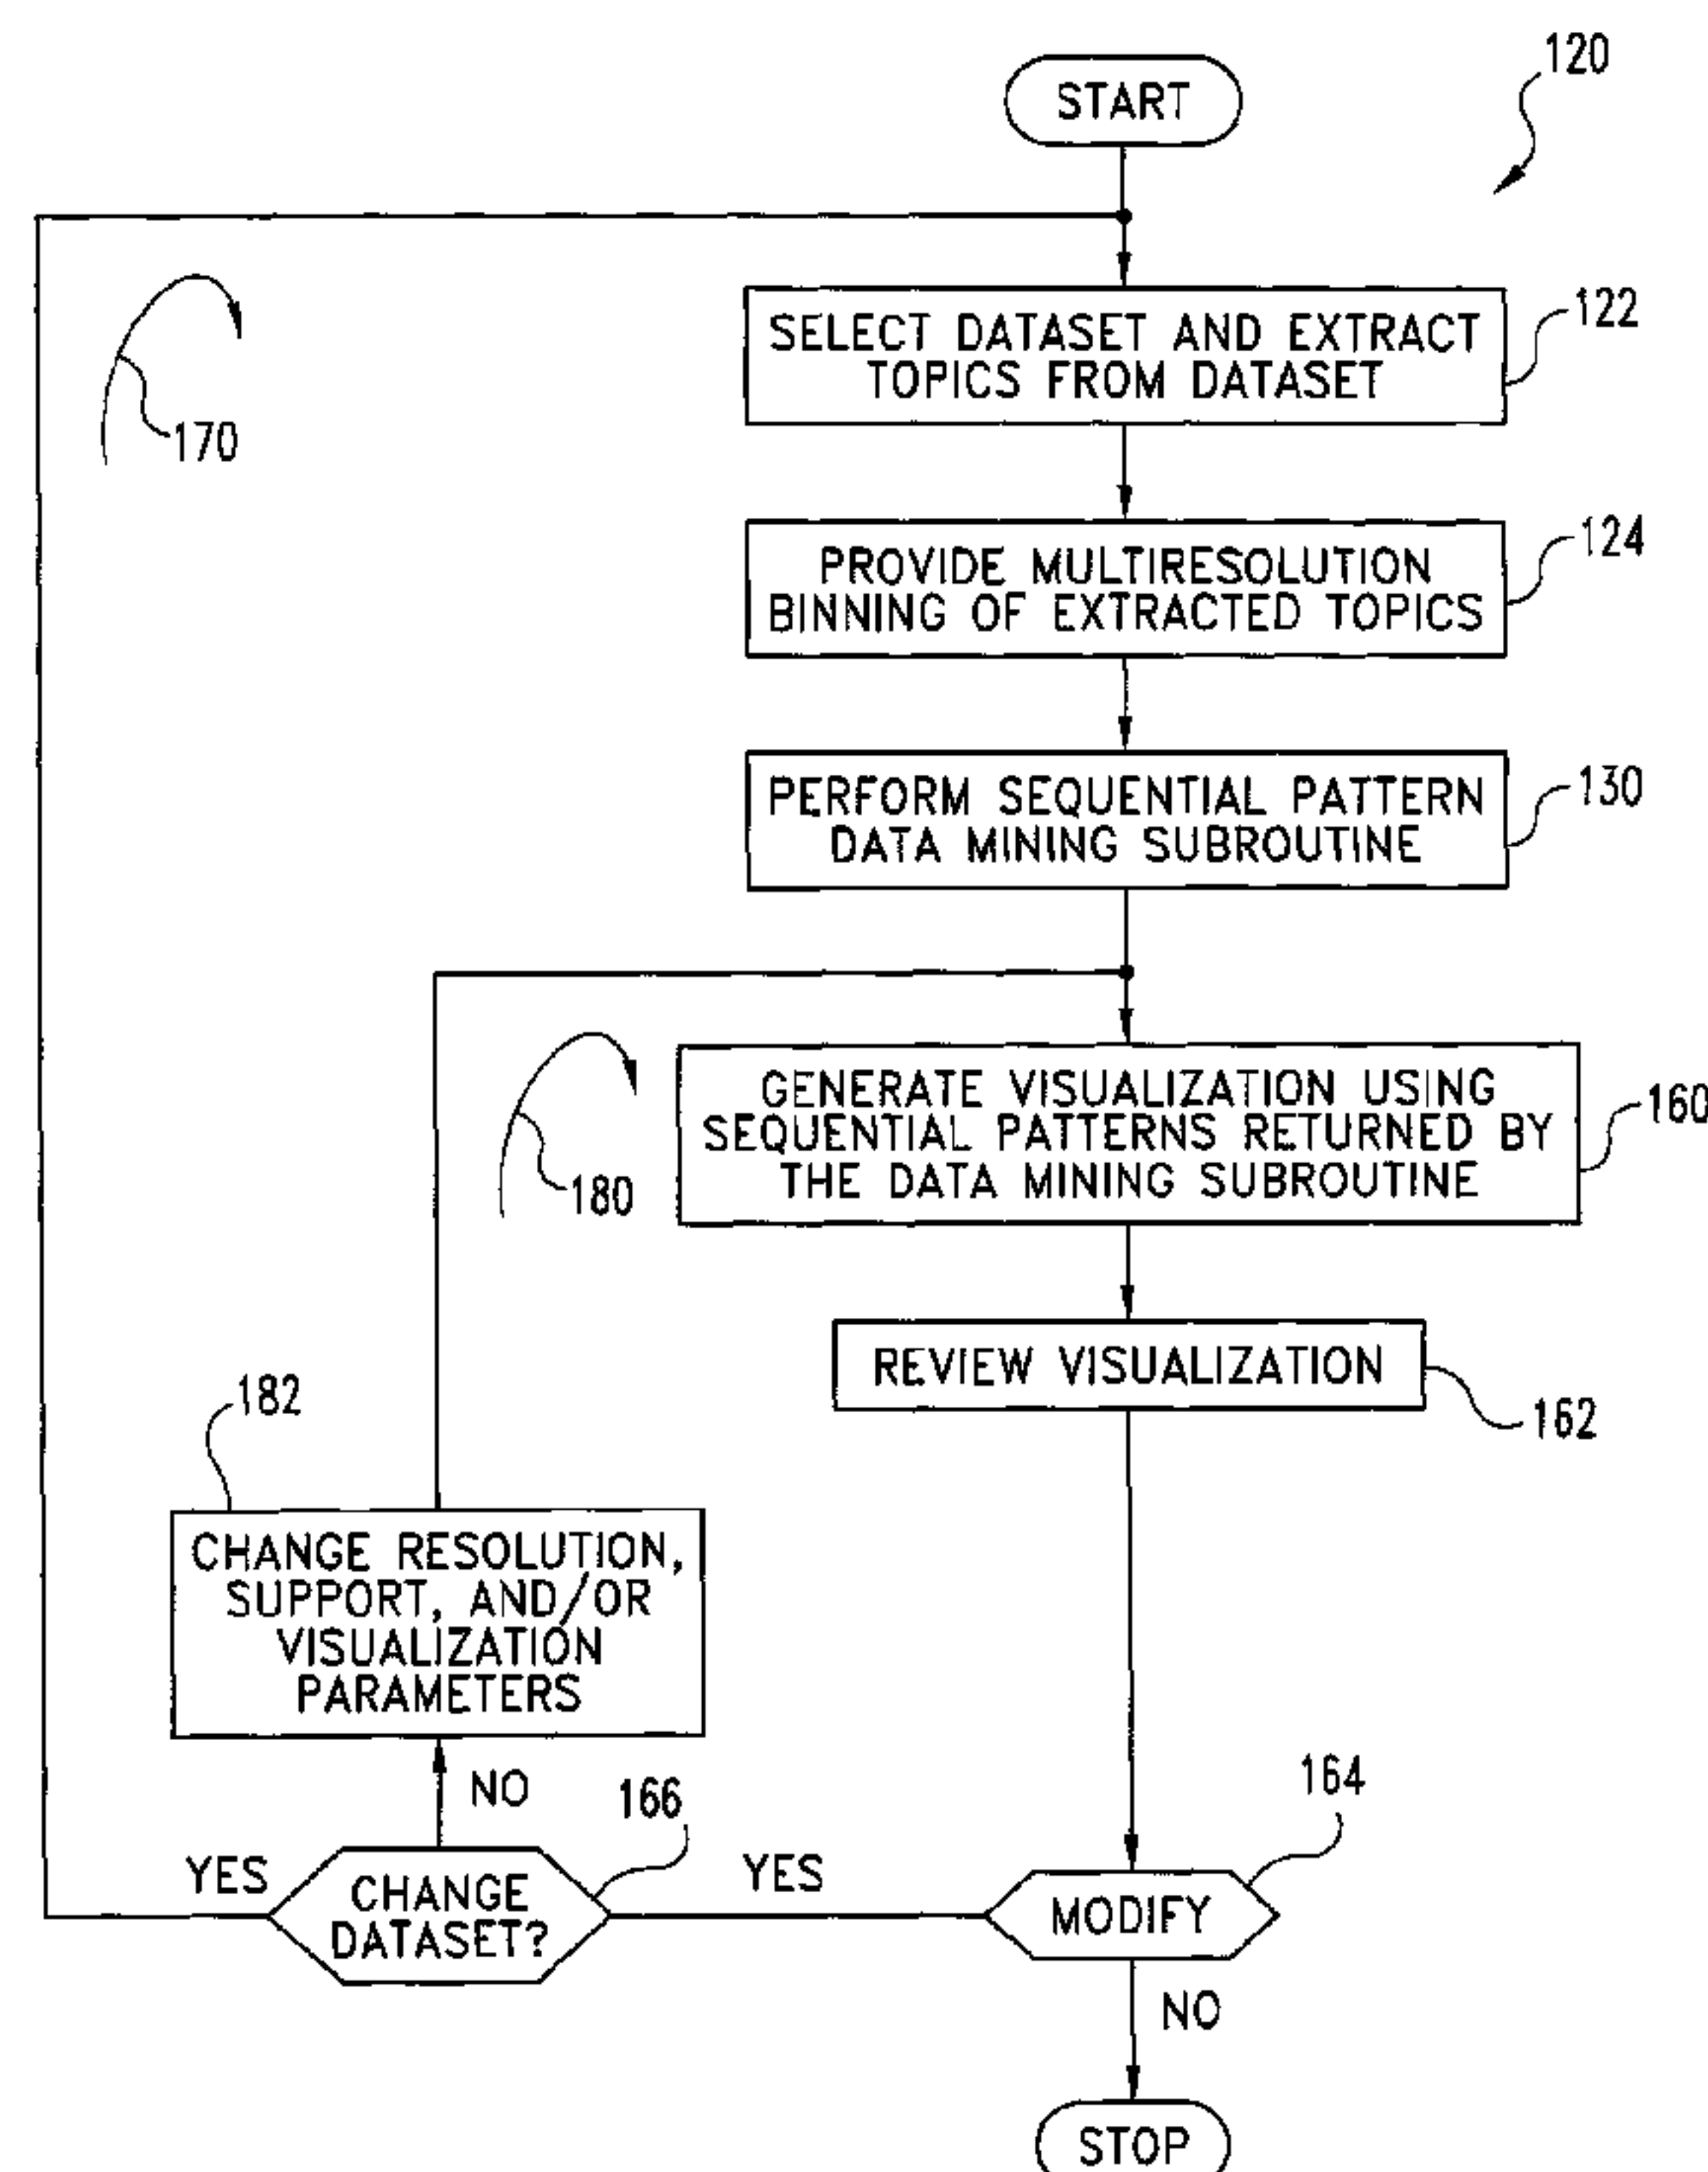 120
START
122
SELECT DATASET AND EXTRACT
TOPICS FROM DATASET
170
124
PROVIDE MULTIRESOLUTION
BINNING OF EXTRACTED TOPICS
130
PERFORM SEQUENTIAL PATTERN
DATA MINING SUBROUTINE
160
GENERATE VISUALIZATION USING
SEQUENTIAL PATTERNS RETURNED BY
THE DATA MINING SUBROUTINE
180
REVIEW VISUALIZATION
162
182
CHANGE RESOLUTION,
SUPPORT, AND/OR
VISUALIZATION
PARAMETERS
NO
166
164
YES
CHANGE
DATASET?
YES
MODIFY
NO
STOP